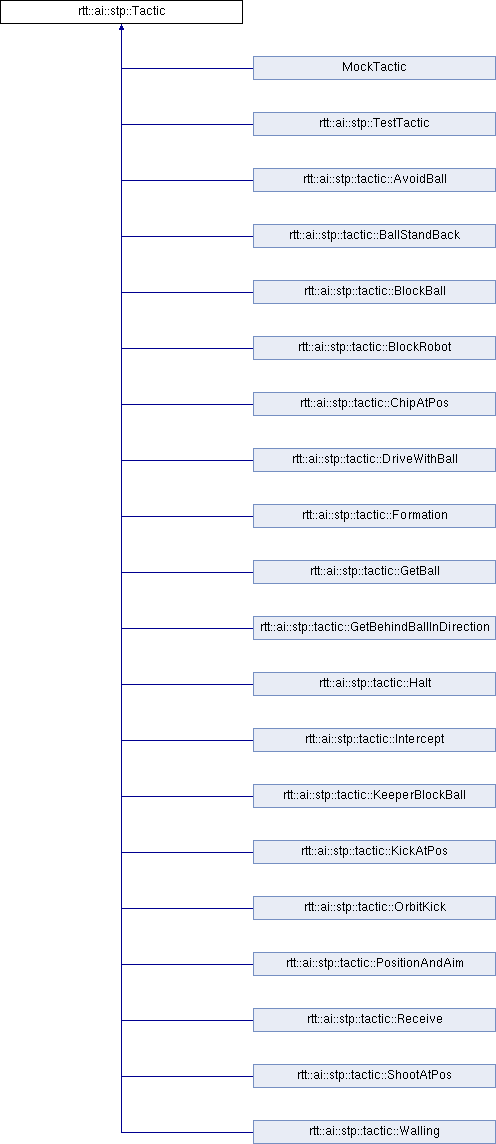 rtt::ai::stp::Tactic
MockTactic
rtt::ai::stp::TestTactic
rtt::ai::stp::tactic::AvoidBall
rtt::ai::stp::tactic::BallStandBack
rtt::ai::stp::tactic::BlockBall
rtt::ai::stp::tactic::BlockRobot
rtt::ai::stp::tactic::ChipAtPos
rtt::ai::stp::tactic::DriveWithBall
rtt::ai::stp::tactic::Formation
rtt::ai::stp::tactic::GetBall
rtt::ai::stp::tactic::GetBehindBallInDirection
rtt::ai::stp::tactic::Halt
rtt::ai::stp::tactic::Intercept
rtt::ai::stp::tactic::KeeperBlockBall
rtt::ai::stp::tactic::KickAtPos
rtt::ai::stp::tactic::OrbitKick
rtt::ai::stp::tactic::PositionAndAim
rtt::ai::stp::tactic::Receive
rtt::ai::stp::tactic::ShootAtPos
rtt::ai::stp::tactic::Walling